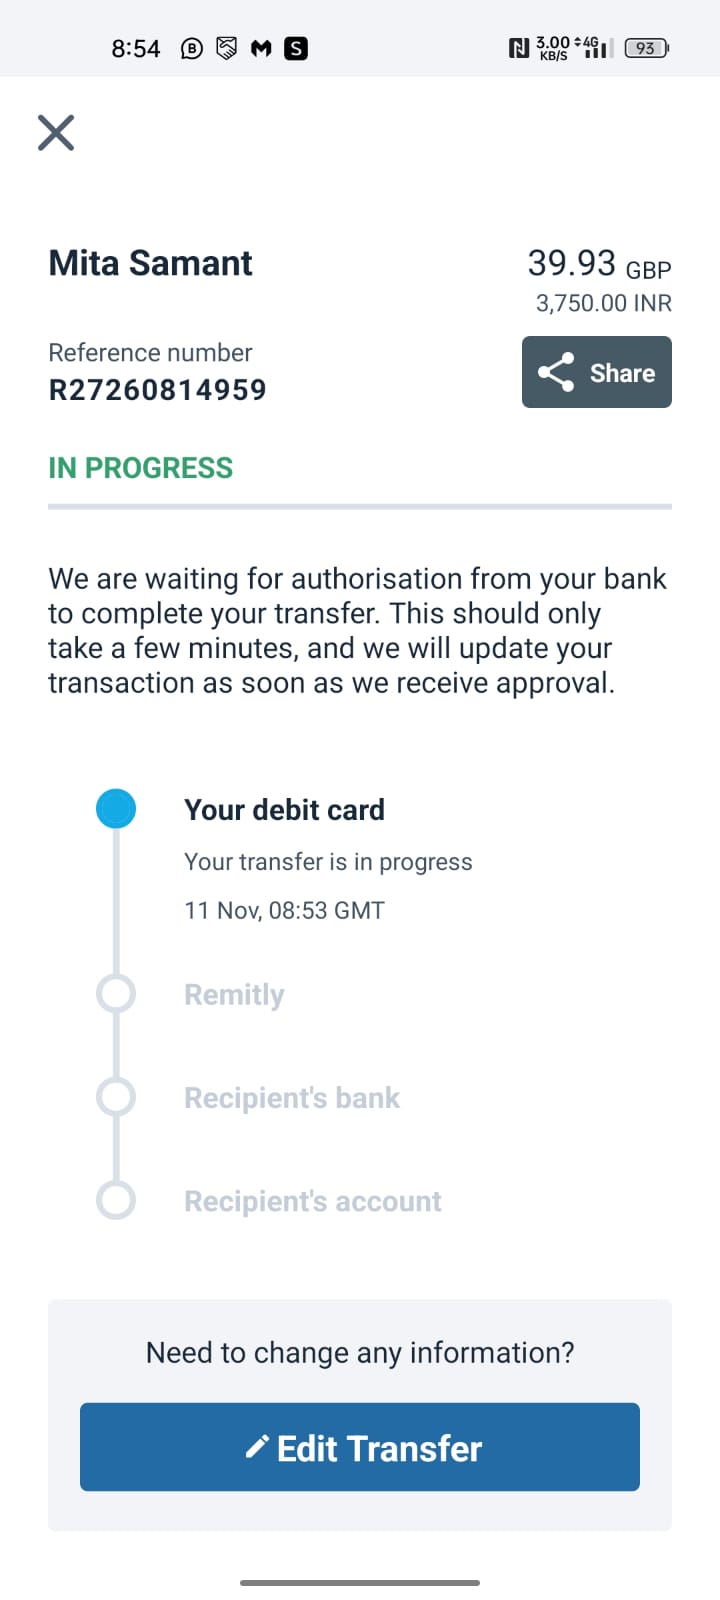 8:54
3.00 4G
KB/S
93
Mita Samant
39.93 GBP
3,750.00 INR
Reference number
R27260814959
Share
IN PROGRESS
We are waiting for authorisation from your bank
to complete your transfer. This should only
take a few minutes, and we will update your
transaction as soon as we receive approval.
Your debit card
Your transfer is in progress
11 Nov, 08:53 GMT
Remitly
Recipient's bank
Recipient's account
Need to change any information?
Edit Transfer